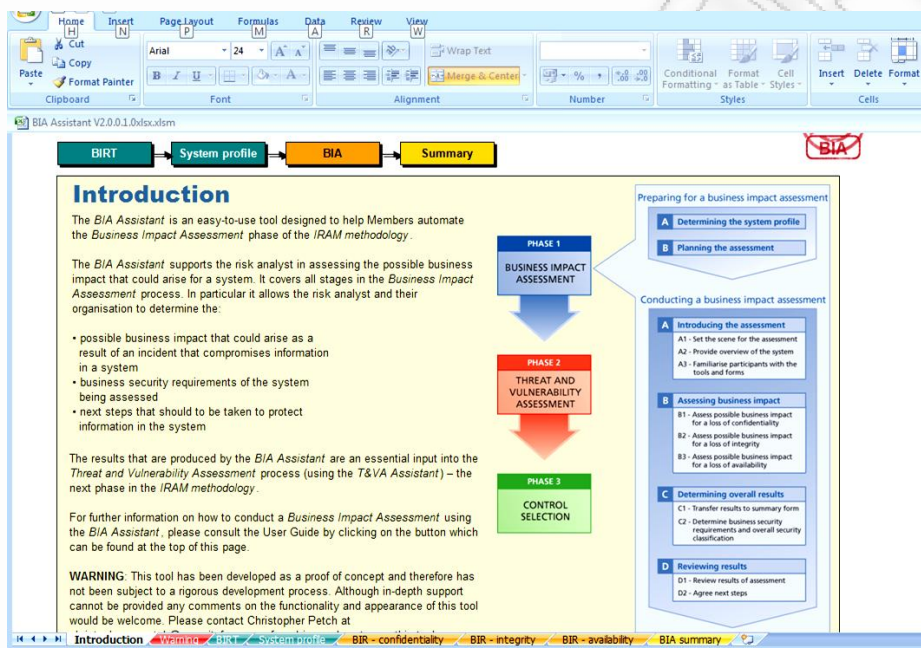 Home Insert Page Layout Formulas Data Review View
H N P M A R W
Cut
Copy
Format Painter
Paste
Arial 24 A A
Wrap Text
B I U A
Merge & Center
% ,
Conditional Formatting
Format as Table
Cell Styles
Insert Delete Format
Clipboard Font Alignment Number Styles Cells
BIA Assistant V2.0.0.1.0xlsx.xlsm
BIRT System profile BIA Summary
BIA
Introduction
The BIA Assistant is an easy-to-use tool designed to help Members automate
the Business Impact Assessment phase of the IRAM methodology.
The BIA Assistant supports the risk analyst in assessing the possible business
impact that could arise for a system. It covers all stages in the Business Impact
Assessment process. In particular it allows the risk analyst and their
organisation to determine the:
• possible business impact that could arise as a
result of an incident that compromises information
in a system
• business security requirements of the system
being assessed
• next steps that should to be taken to protect
information in the system
The results that are produced by the BIA Assistant are an essential input into the
Threat and Vulnerability Assessment process (using the T&VA Assistant) – the
next phase in the IRAM methodology.
For further information on how to conduct a Business Impact Assessment using
the BIA Assistant, please consult the User Guide by clicking on the button which
can be found at the top of this page.
WARNING: This tool has been developed as a proof of concept and therefore has
not been subject to a rigorous development process. Although in-depth support
cannot be provided any comments on the functionality and appearance of this tool
would be welcome. Please contact Christopher Petch at
PHASE 1
BUSINESS IMPACT
ASSESSMENT
PHASE 2
THREAT AND
VULNERABILITY
ASSESSMENT
PHASE 3
CONTROL
SELECTION
Preparing for a business impact assessment
A Determining the system profile
B Planning the assessment
Conducting a business impact assessment
A Introducing the assessment
A1 - Set the scene for the assessment
A2 - Provide overview of the system
A3 - Familiarise participants with the
tools and forms
B Assessing business impact
B1 - Assess possible business impact
for a loss of confidentiality
B2 - Assess possible business impact
for a loss of integrity
B3 - Assess possible business impact
for a loss of availability
C Determining overall results
C1 - Transfer results to summary form
C2 - Determine business security
requirements and overall security
classification
D Reviewing results
D1 - Review results of assessment
D2 - Agree next steps
Introduction Warning BIRT System profile BIR - confidentiality BIR - integrity BIR - availability BIA summary